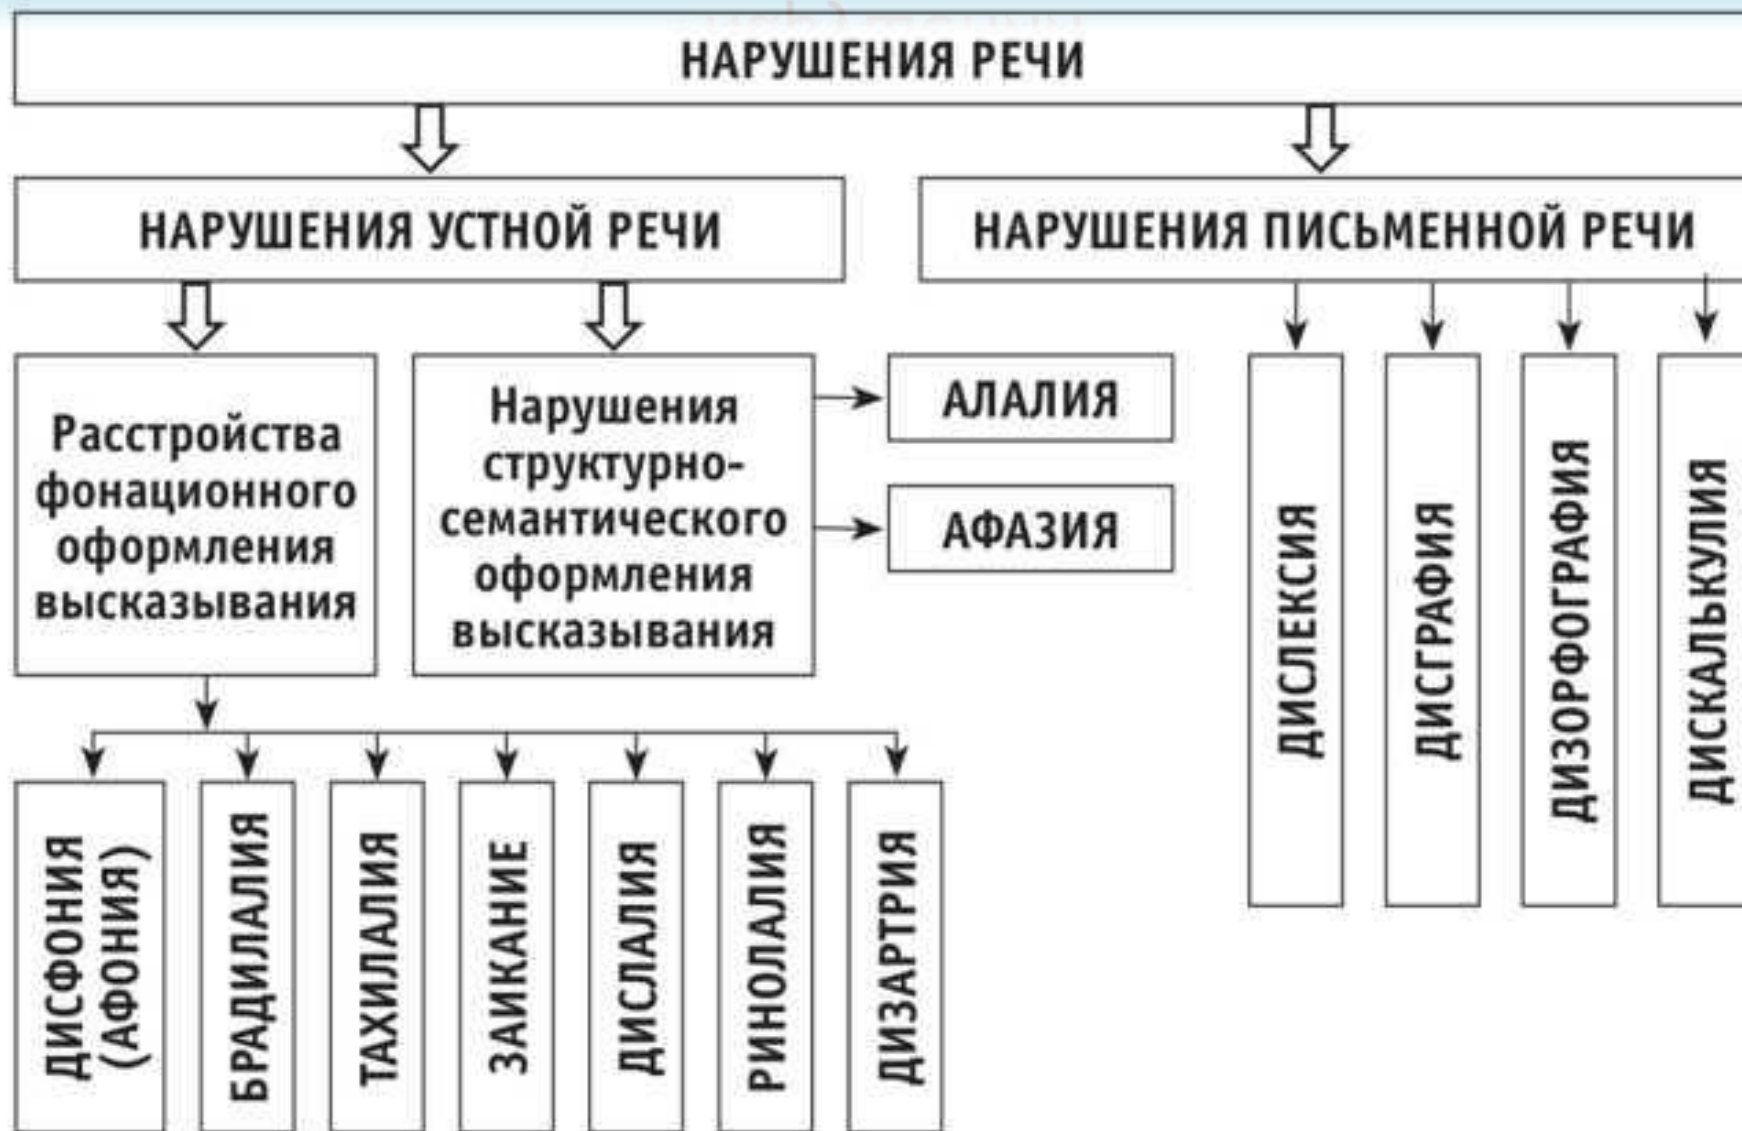 НАРУШЕНИЯ РЕЧИ
НАРУШЕНИЯ УСТНОЙ РЕЧИ
НАРУШЕНИЯ ПИСЬМЕННОЙ РЕЧИ
Расстройства
фонационного
оформления
высказывания
Нарушения
структурно-
семантического
оформления
высказывания
АЛАЛИЯ
АФАЗИЯ
ДИСЛЕКСИЯ
ДИСГРАФИЯ
ДИЗОРФОГРАФИЯ
ДИСКАЛЬКУЛИЯ
ДИСФОНИЯ
(АФОНИЯ)
БРАДИЛАЛИЯ
ТАХИЛАЛИЯ
ЗАИКАНИЕ
ДИСЛАЛИЯ
РИНОЛАЛИЯ
ДИЗАРТРИЯ